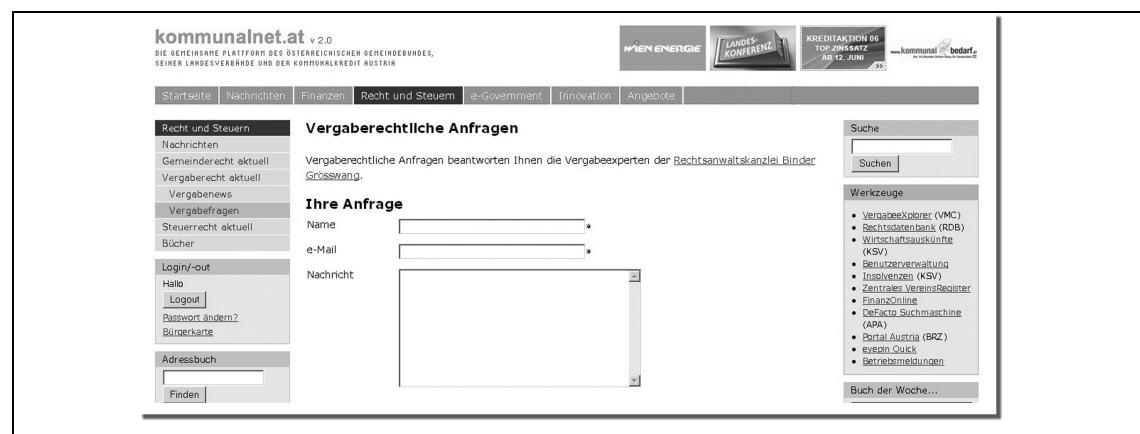 kommunalnet.at v 2.0
DIE GEMEINSAME PLATTFORM DES ÖSTERREICHISCHEN GEMEINDEBUNDES,
SEINER LANDESVERBÄNDE UND DER KOMMUNALKREDIT AUSTRIA
WIEN ENERGIE
LANDES-
KONFERENZ
KREDITAKTION 06
TOP ZINSSATZ
AB 12. JUNI
>>
www.kommunal bedarf.at
Startseite Nachrichten Finanzen Recht und Steuern e-Government Innovation Angebote
Recht und Steuern
Nachrichten
Gemeinderecht aktuell
Vergaberecht aktuell
Vergabenews
Vergabefragen
Steuerrecht aktuell
Bücher
Login/-out
Hallo
Logout
Passwort ändern?
Bürgerkarte
Adressbuch
Finden
Vergaberechtliche Anfragen
Vergaberechtliche Anfragen beantworten Ihnen die Vergabeexperten der Rechtsanwaltskanzlei Binder
Grösswang.
Ihre Anfrage
Name *
e-Mail *
Nachricht
Suche
Suchen
Werkzeuge
• VergabeeXplorer (VMC)
• Rechtsdatenbank (RDB)
• Wirtschaftsauskünfte
(KSV)
• Benutzerverwaltung
• Insolvenzen (KSV)
• Zentrales VereinsRegister
• FinanzOnline
• DeFacto Suchmaschine
(APA)
• Portal Austria (BRZ)
• evepin Quick
• Betriebsmeldungen
Buch der Woche...